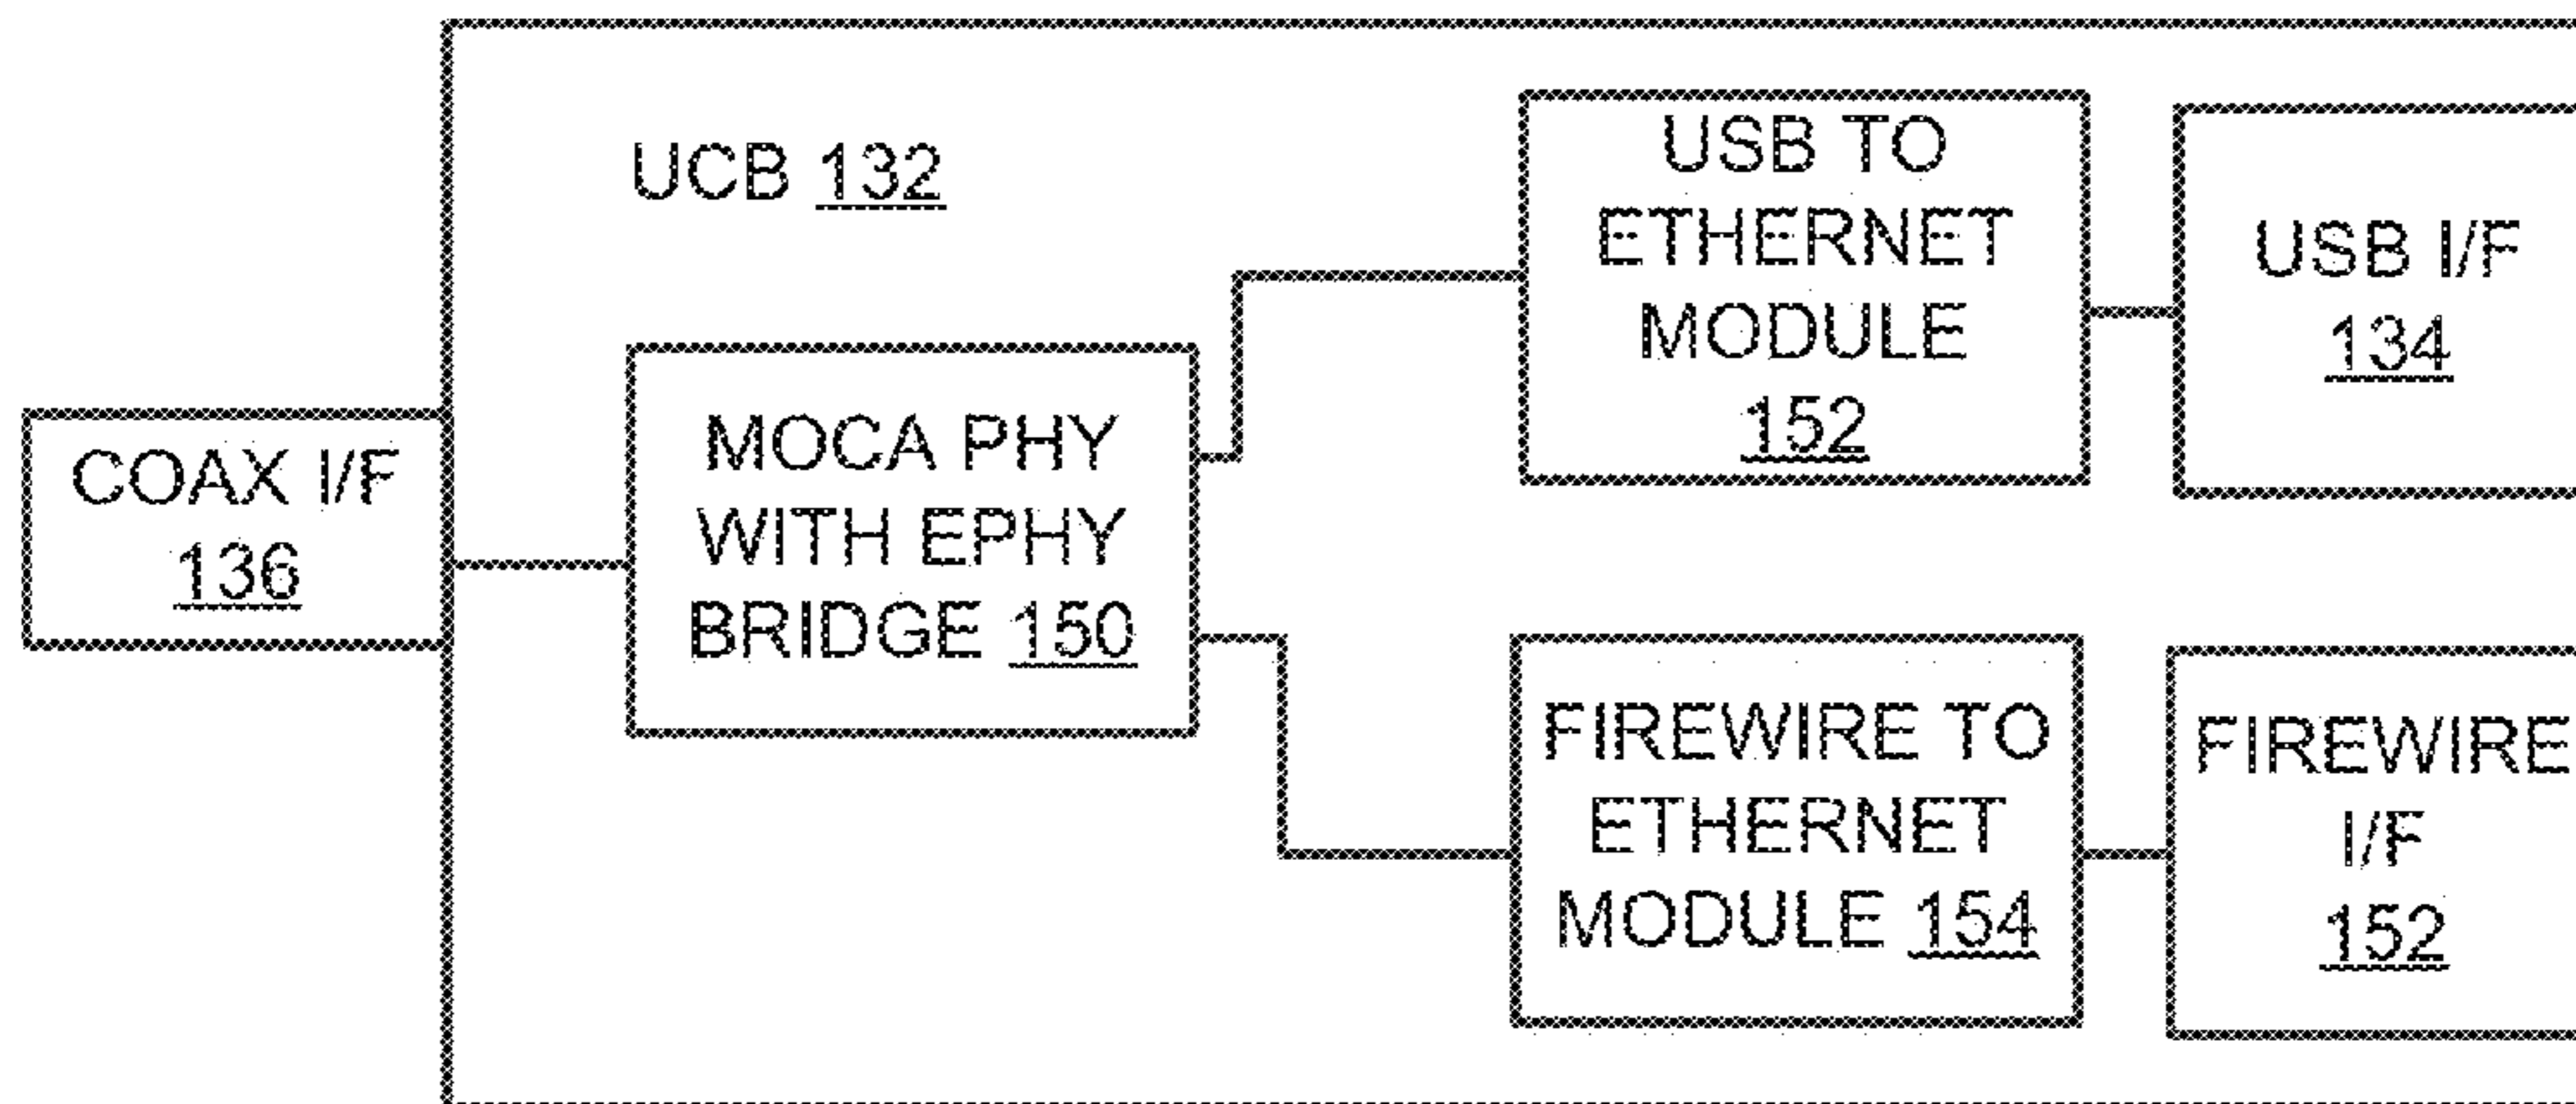 UCB 132
COAX I/F
136
MOCA PHY
WITH EPHY
BRIDGE 150
USB TO
ETHERNET
MODULE
152
USB I/F
134
FIREWIRE TO
ETHERNET
MODULE 154
FIREWIRE
I/F
152